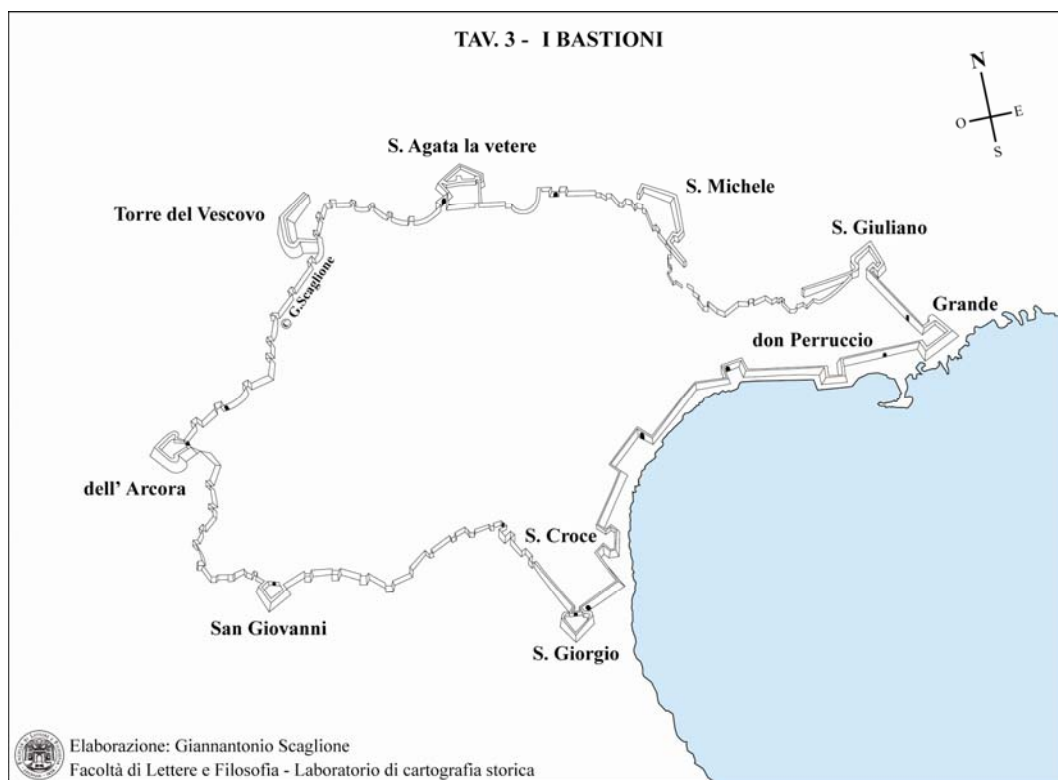 TAV. 3 - I BASTIONI
N
O
E
S
S. Agata la vetere
S. Michele
Torre del Vescovo
S. Giuliano
© G.Scaglione
Grande
don Perruccio
dell' Arcora
S. Croce
San Giovanni
S. Giorgio
Elaborazione: Giannantonio Scaglione
Facoltà di Lettere e Filosofia - Laboratorio di cartografia storica